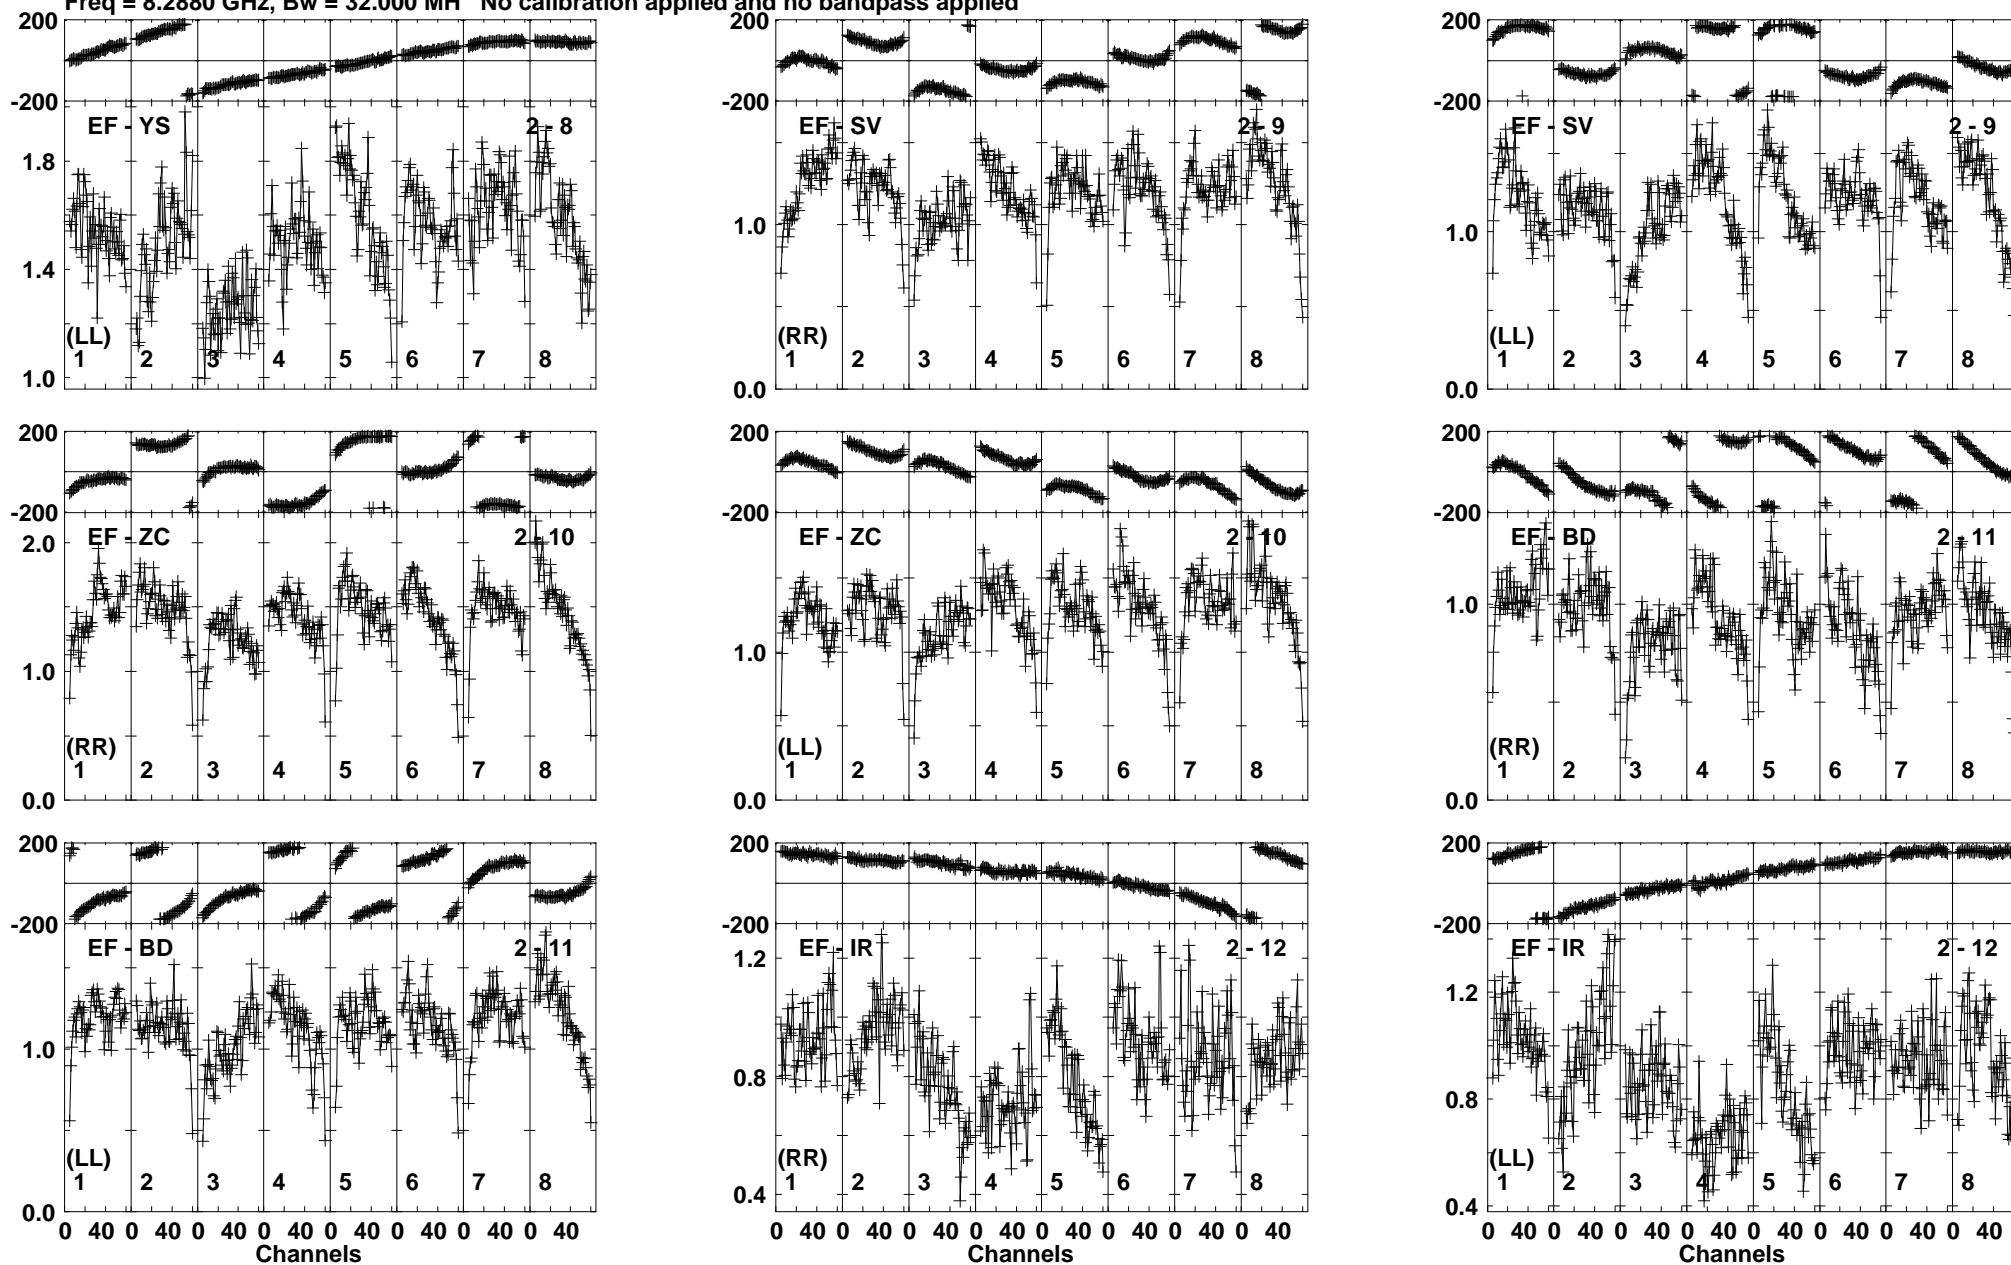 Freq = 8.2880 GHz, Bw = 32.000 MH No calibration applied and no bandpass applied
200
-200
EF - YS 2 - 8
1.8
1.4
(LL)
1 2 3 4 5 6 7 8
1.0
200
-200
EF - SV 2 - 9
1.0
(RR)
1 2 3 4 5 6 7 8
0.0
200
-200
EF - SV 2 - 9
1.0
(LL)
1 2 3 4 5 6 7 8
0.0
200
-200
EF - ZC 2 - 10
2.0
1.0
(RR)
1 2 3 4 5 6 7 8
0.0
200
-200
EF - ZC 2 - 10
1.0
(LL)
1 2 3 4 5 6 7 8
0.0
200
-200
EF - BD 2 - 11
1.0
(RR)
1 2 3 4 5 6 7 8
0.0
200
-200
EF - BD 2 - 11
1.0
(LL)
1 2 3 4 5 6 7 8
0.0
0 40 0 40 0 40 0 40 0 40 0 40 0 40 0 40
Channels
200
-200
EF - IR 2 - 12
1.2
0.8
(RR)
1 2 3 4 5 6 7 8
0.4
0 40 0 40 0 40 0 40 0 40 0 40 0 40 0 40
Channels
200
-200
EF - IR 2 - 12
1.2
0.8
(LL)
1 2 3 4 5 6 7 8
0.4
0 40 0 40 0 40 0 40 0 40 0 40 0 40 0 40
Channels